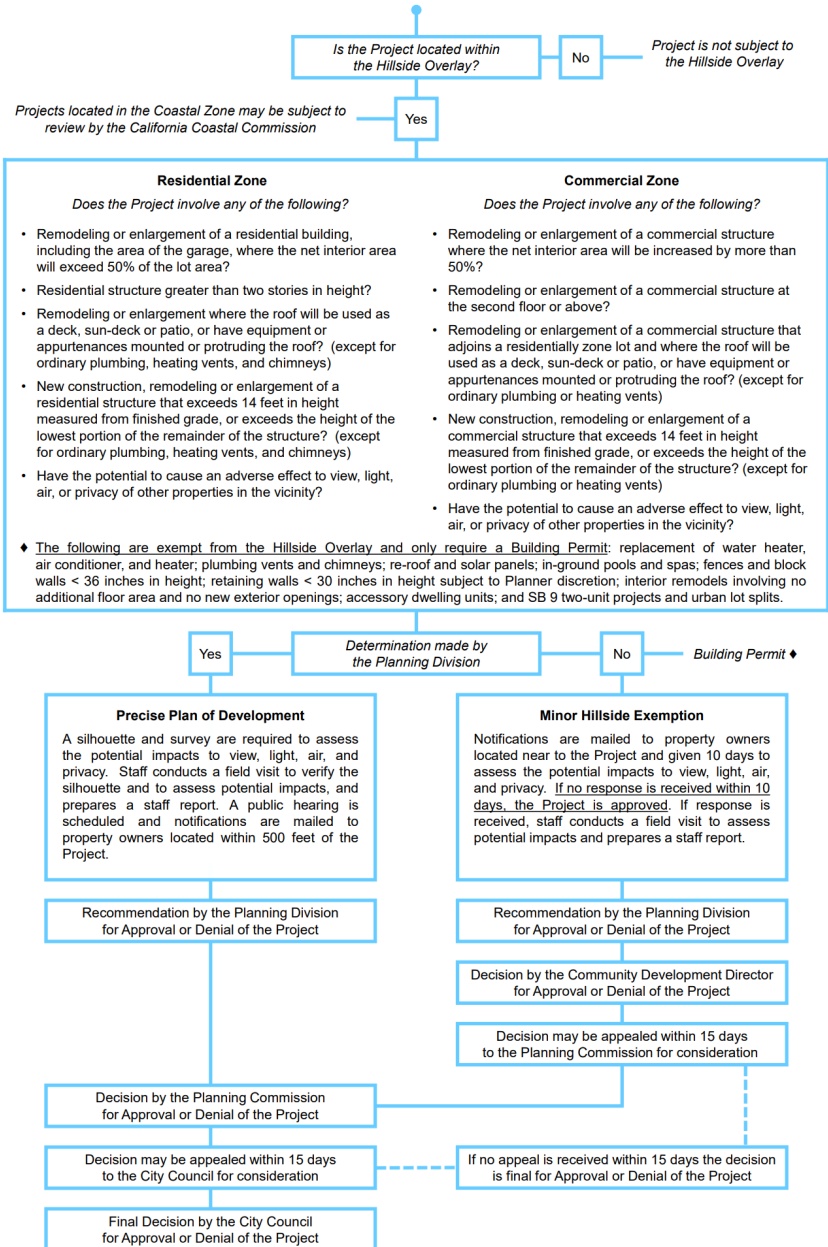 Is the Project located within
the Hillside Overlay?
No
Project is not subject to
the Hillside Overlay
Projects located in the Coastal Zone may be subject to
review by the California Coastal Commission
Yes
Residential Zone
Does the Project involve any of the following?
• Remodeling or enlargement of a residential building,
including the area of the garage, where the net interior area
will exceed 50% of the lot area?
• Residential structure greater than two stories in height?
• Remodeling or enlargement where the roof will be used as
a deck, sun-deck or patio, or have equipment or
appurtenances mounted or protruding the roof? (except for
ordinary plumbing, heating vents, and chimneys)
• New construction, remodeling or enlargement of a
residential structure that exceeds 14 feet in height
measured from finished grade, or exceeds the height of the
lowest portion of the remainder of the structure? (except
for ordinary plumbing, heating vents, and chimneys)
• Have the potential to cause an adverse effect to view, light,
air, or privacy of other properties in the vicinity?
Commercial Zone
Does the Project involve any of the following?
• Remodeling or enlargement of a commercial structure
where the net interior area will be increased by more than
50%?
• Remodeling or enlargement of a commercial structure at
the second floor or above?
• Remodeling or enlargement of a commercial structure that
adjoins a residentially zone lot and where the roof will be
used as a deck, sun-deck or patio, or have equipment or
appurtenances mounted or protruding the roof? (except for
ordinary plumbing or heating vents)
• New construction, remodeling or enlargement of a
commercial structure that exceeds 14 feet in height
measured from finished grade, or exceeds the height of the
lowest portion of the remainder of the structure? (except for
ordinary plumbing or heating vents)
• Have the potential to cause an adverse effect to view, light,
air, or privacy of other properties in the vicinity?
♦ The following are exempt from the Hillside Overlay and only require a Building Permit: replacement of water heater,
air conditioner, and heater; plumbing vents and chimneys; re-roof and solar panels; in-ground pools and spas; fences and block
walls < 36 inches in height; retaining walls < 30 inches in height subject to Planner discretion; interior remodels involving no
additional floor area and no new exterior openings; accessory dwelling units; and SB 9 two-unit projects and urban lot splits.
Yes
Determination made by
the Planning Division
No
Building Permit ♦
Precise Plan of Development
A silhouette and survey are required to assess
the potential impacts to view, light, air, and
privacy. Staff conducts a field visit to verify the
silhouette and to assess potential impacts, and
prepares a staff report. A public hearing is
scheduled and notifications are mailed to
property owners located within 500 feet of the
Project.
Minor Hillside Exemption
Notifications are mailed to property owners
located near to the Project and given 10 days to
assess the potential impacts to view, light, air,
and privacy. If no response is received within 10
days, the Project is approved. If response is
received, staff conducts a field visit to assess
potential impacts and prepares a staff report.
Recommendation by the Planning Division
for Approval or Denial of the Project
Recommendation by the Planning Division
for Approval or Denial of the Project
Decision by the Community Development Director
for Approval or Denial of the Project
Decision may be appealed within 15 days
to the Planning Commission for consideration
Decision by the Planning Commission
for Approval or Denial of the Project
Decision may be appealed within 15 days
to the City Council for consideration
If no appeal is received within 15 days the decision
is final for Approval or Denial of the Project
Final Decision by the City Council
for Approval or Denial of the Project